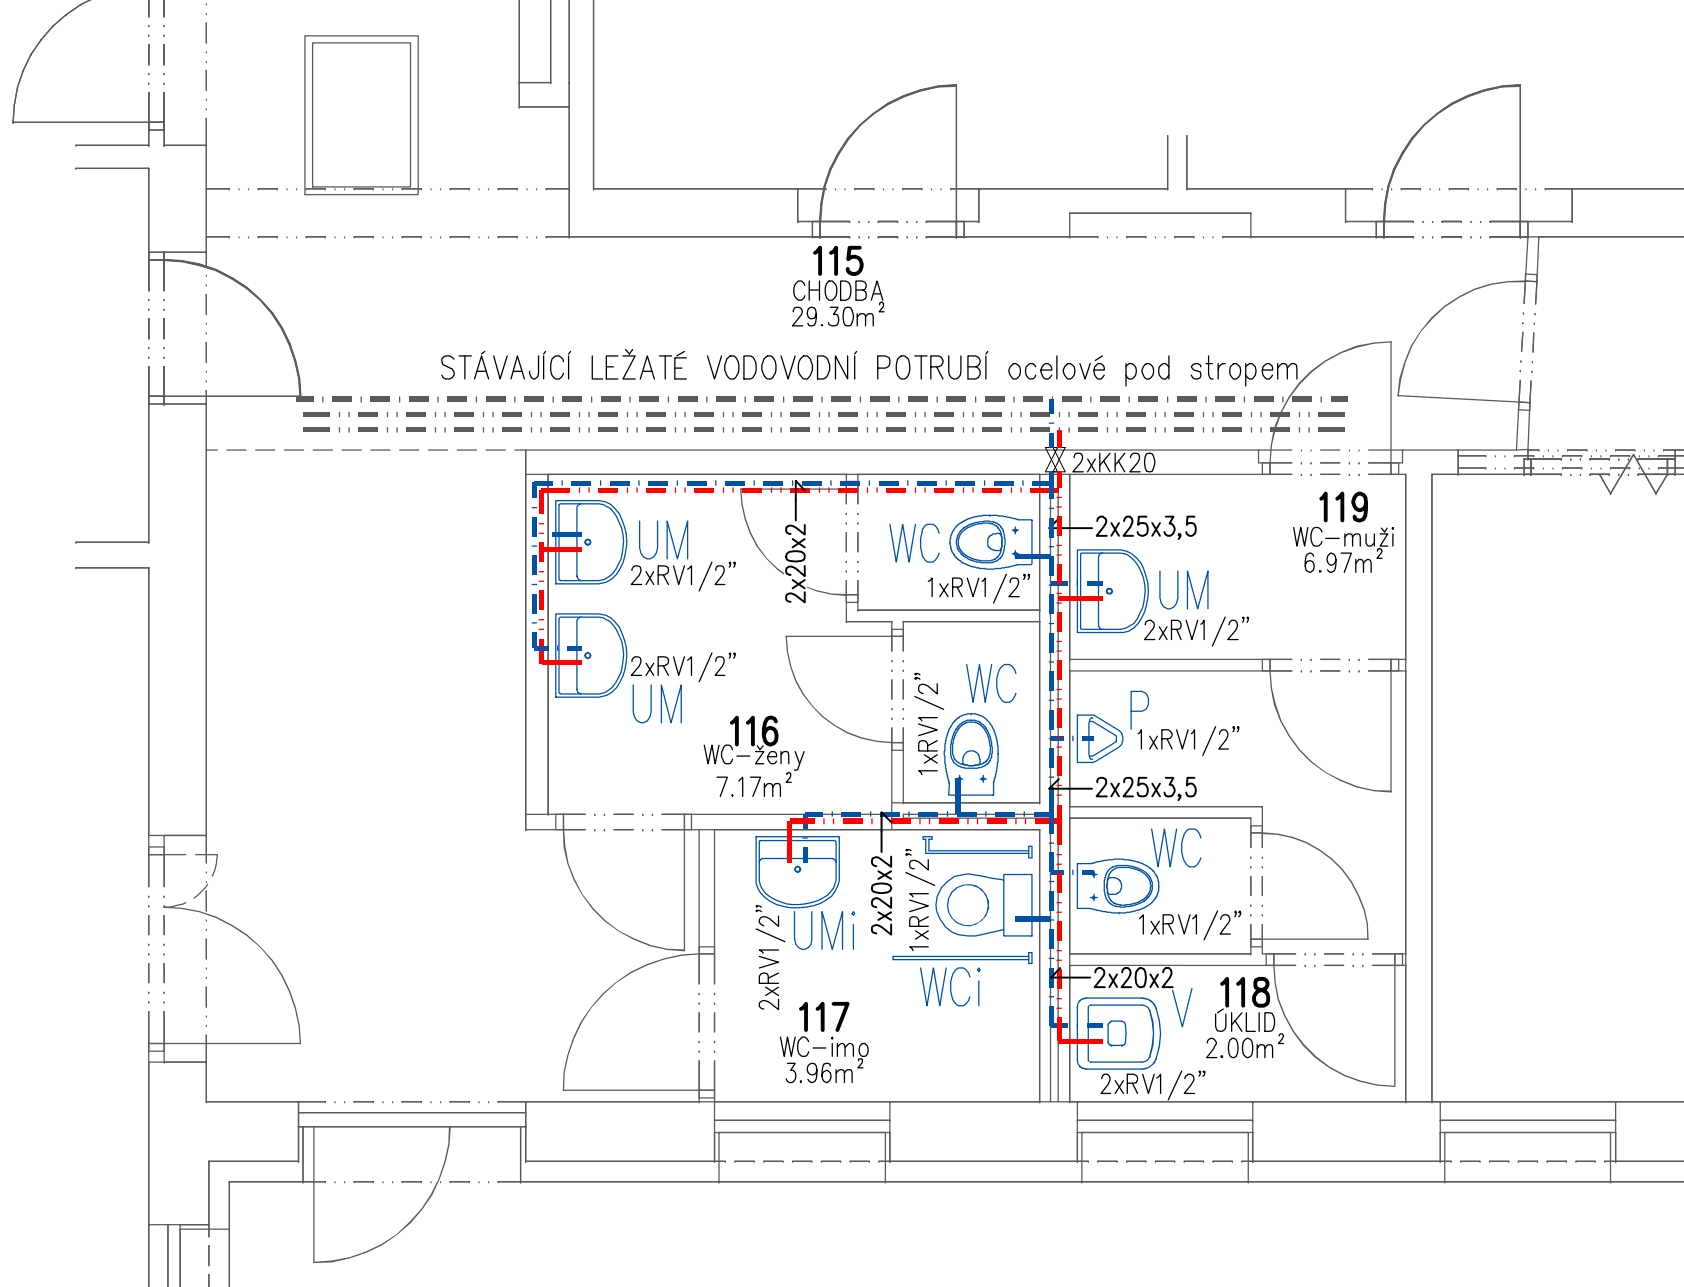 115
CHODBA
29.30m²
STÁVAJÍCÍ LEŽATÉ VODOVODNÍ POTRUBÍ ocelové pod stropem
2xKK20
UM
2xRV1/2"
2x20x2
WC
1xRV1/2"
2x25x3,5
119
WC-muži
6.97m²
UM
2xRV1/2"
2xRV1/2"
UM
WC
1xRV1/2"
P
1xRV1/2"
116
WC-ženy
7.17m²
2x25x3,5
WC
1xRV1/2"
2xRV1/2"
UMi
2x20x2
1xRV1/2"
WCi
2x20x2
V
118
ÚKLID
2.00m²
2xRV1/2"
117
WC-imo
3.96m²